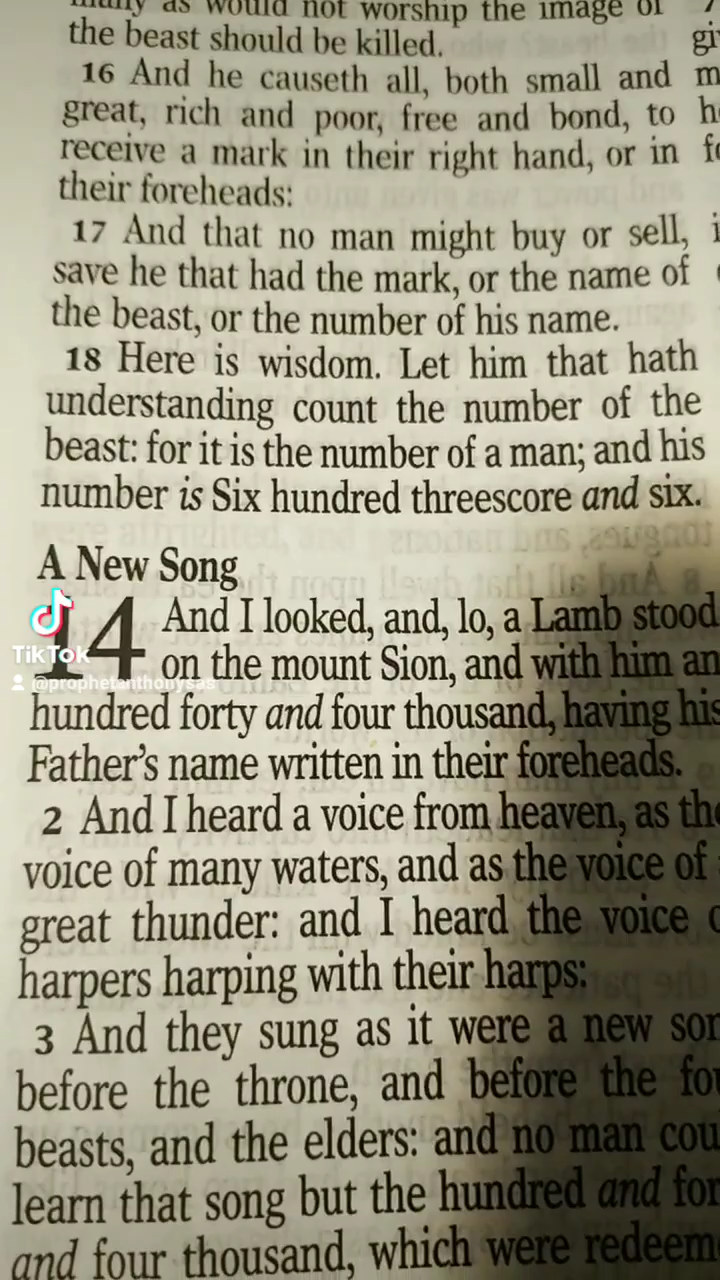 many as would not worship the image of
the beast should be killed.
16 And he causeth all, both small and
great, rich and poor, free and bond, to
receive a mark in their right hand, or in
their foreheads:
17 And that no man might buy or sell,
save he that had the mark, or the name of
the beast, or the number of his name.
18 Here is wisdom. Let him that hath
understanding count the number of the
beast: for it is the number of a man; and his
number is Six hundred threescore and six.
A New Song
14 And I looked, and, lo, a Lamb stood
on the mount Sion, and with him an
hundred forty and four thousand, having his
Father's name written in their foreheads.
2 And I heard a voice from heaven, as the
voice of many waters, and as the voice of
great thunder: and I heard the voice
harpers harping with their harps:
3 And they sung as it were a new
before the throne, and before the
beasts, and the elders: and no man
learn that song but the hundred and
and four thousand, which were
TikTok
@prophetanthonysas